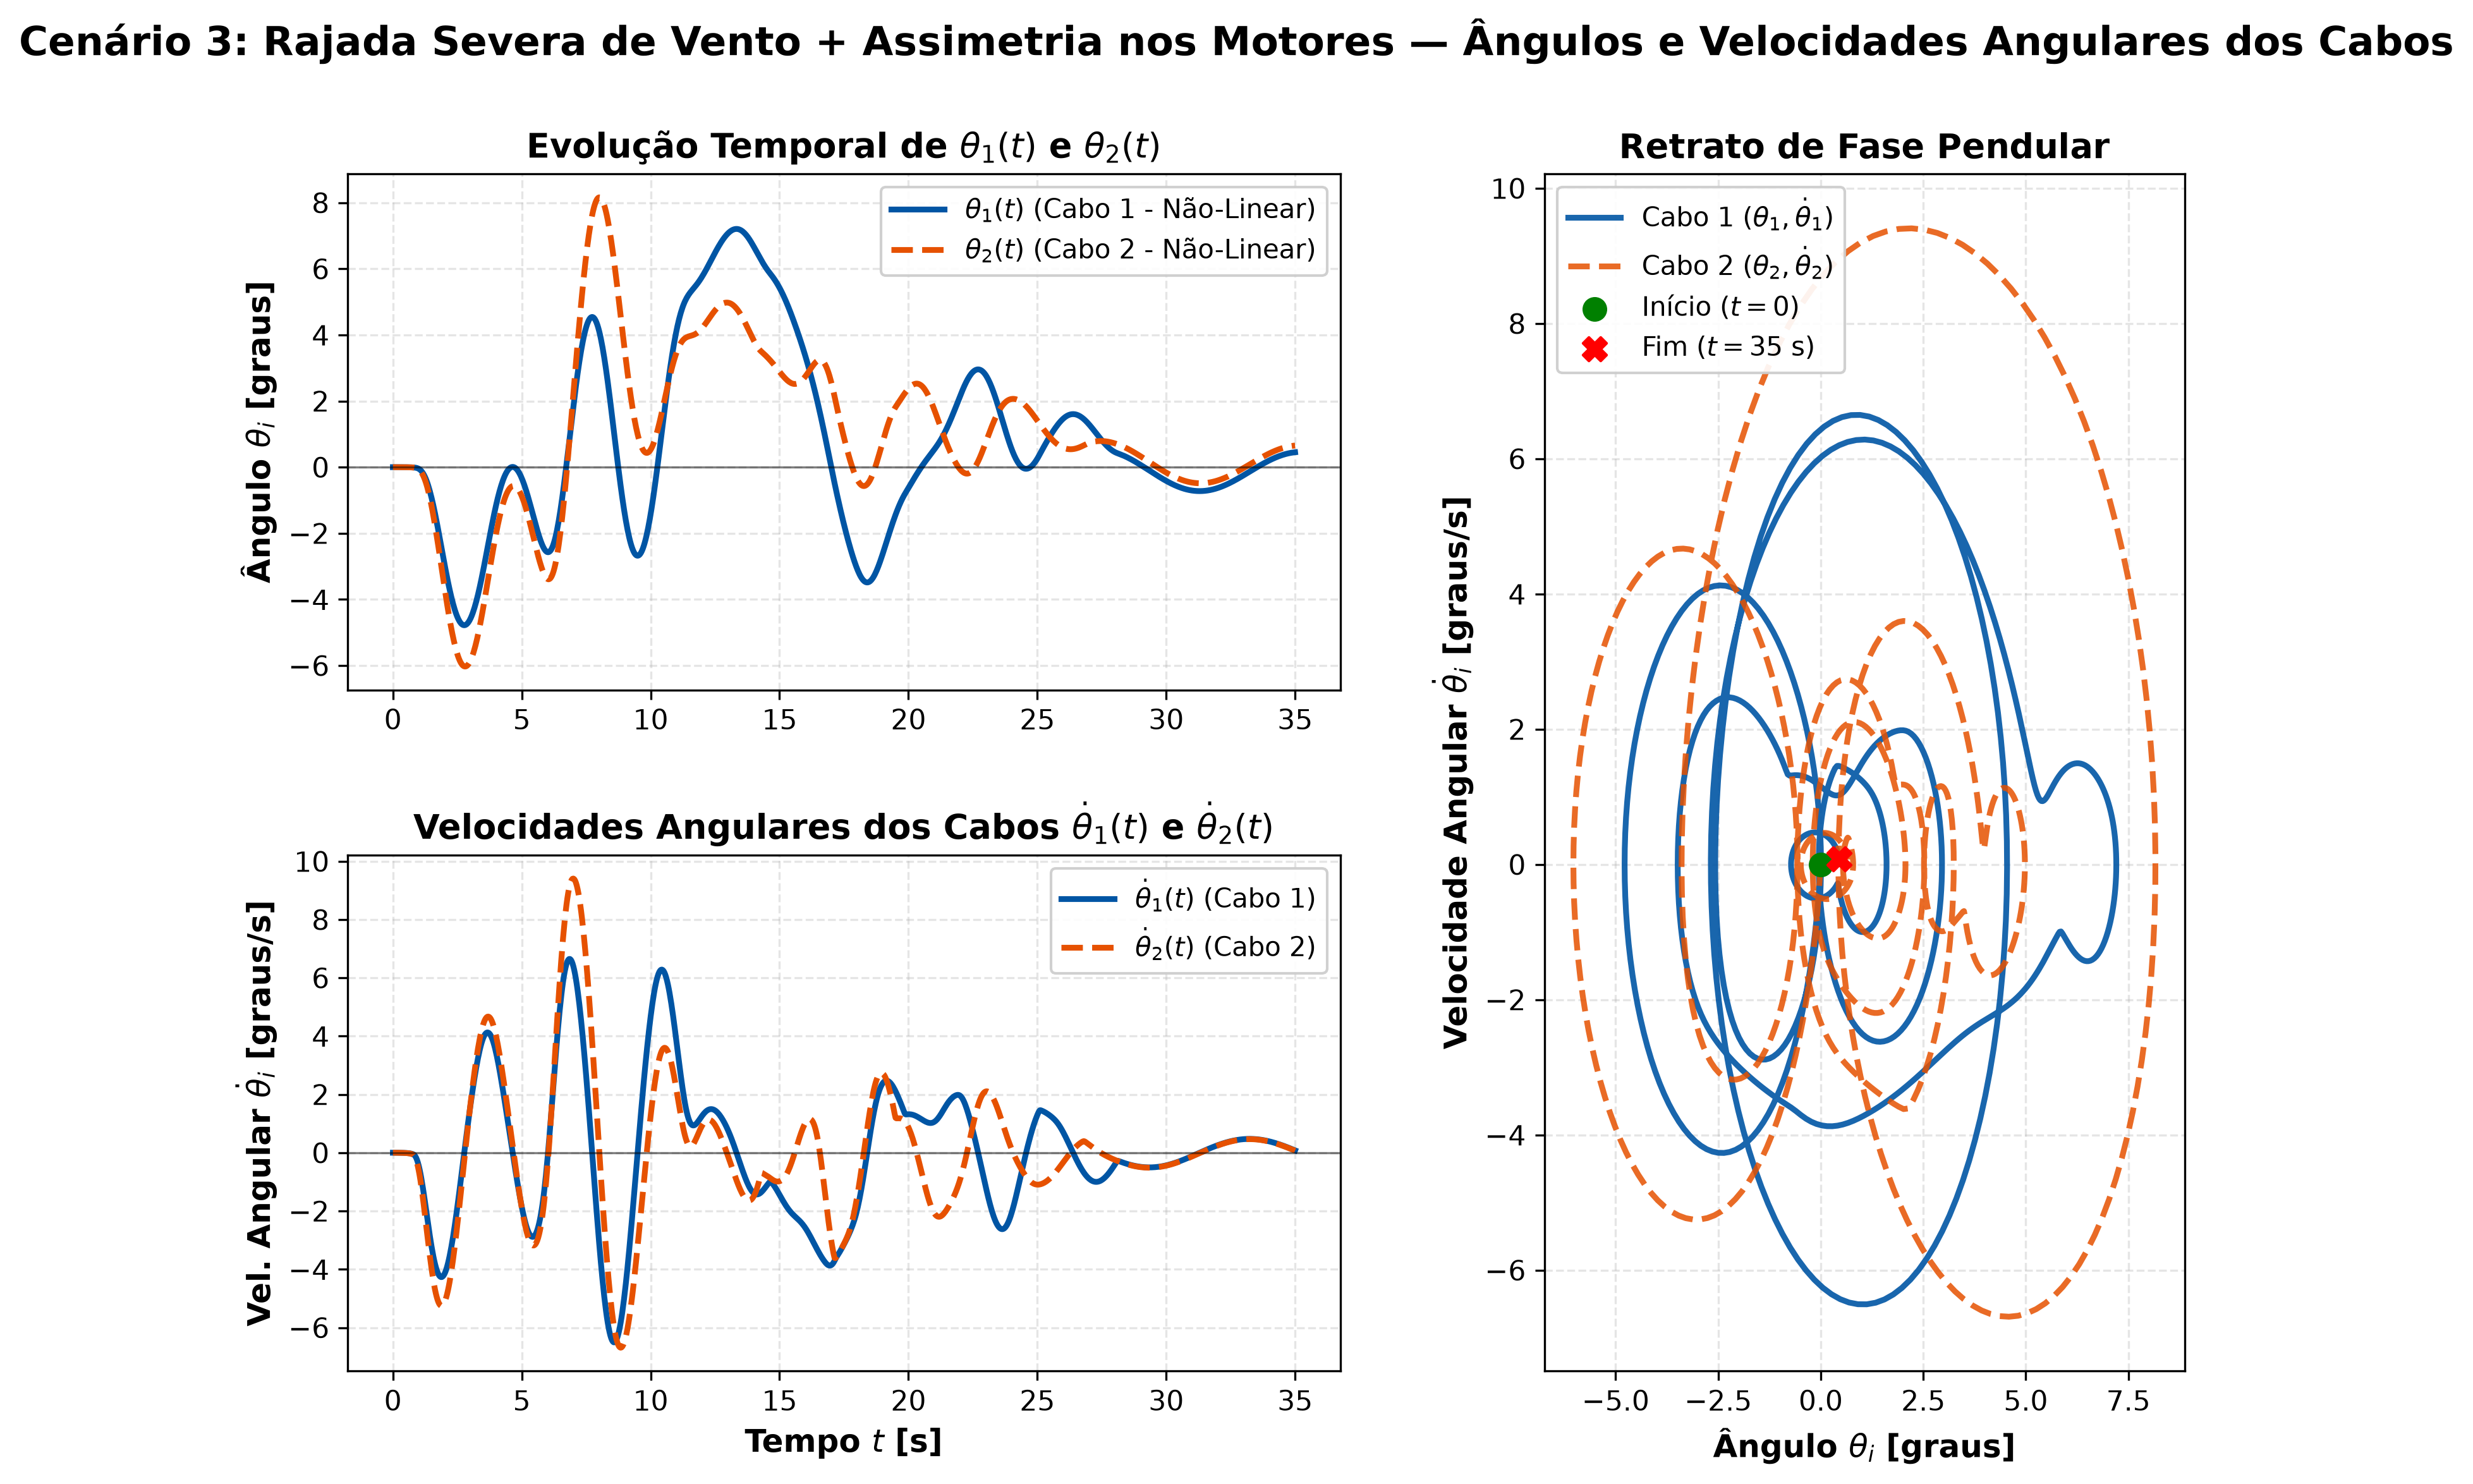 Cenário 3: Rajada Severa de Vento + Assimetria nos Motores — Ângulos e Velocidades Angulares dos Cabos
Evolução Temporal de θ₁(t) e θ₂(t)
Ângulo θᵢ [graus]
8
6
4
2
0
−2
−4
−6
θ₁(t) (Cabo 1 - Não-Linear)
θ₂(t) (Cabo 2 - Não-Linear)
0 5 10 15 20 25 30 35
Velocidades Angulares dos Cabos θ̇₁(t) e θ̇₂(t)
Vel. Angular θ̇ᵢ [graus/s]
10
8
6
4
2
0
−2
−4
−6
θ̇₁(t) (Cabo 1)
θ̇₂(t) (Cabo 2)
0 5 10 15 20 25 30 35
Tempo t [s]
Retrato de Fase Pendular
Velocidade Angular θ̇ᵢ [graus/s]
10
8
6
4
2
0
−2
−4
−6
Cabo 1 (θ₁, θ̇₁)
Cabo 2 (θ₂, θ̇₂)
Início (t = 0)
Fim (t = 35 s)
−5.0 −2.5 0.0 2.5 5.0 7.5
Ângulo θᵢ [graus]